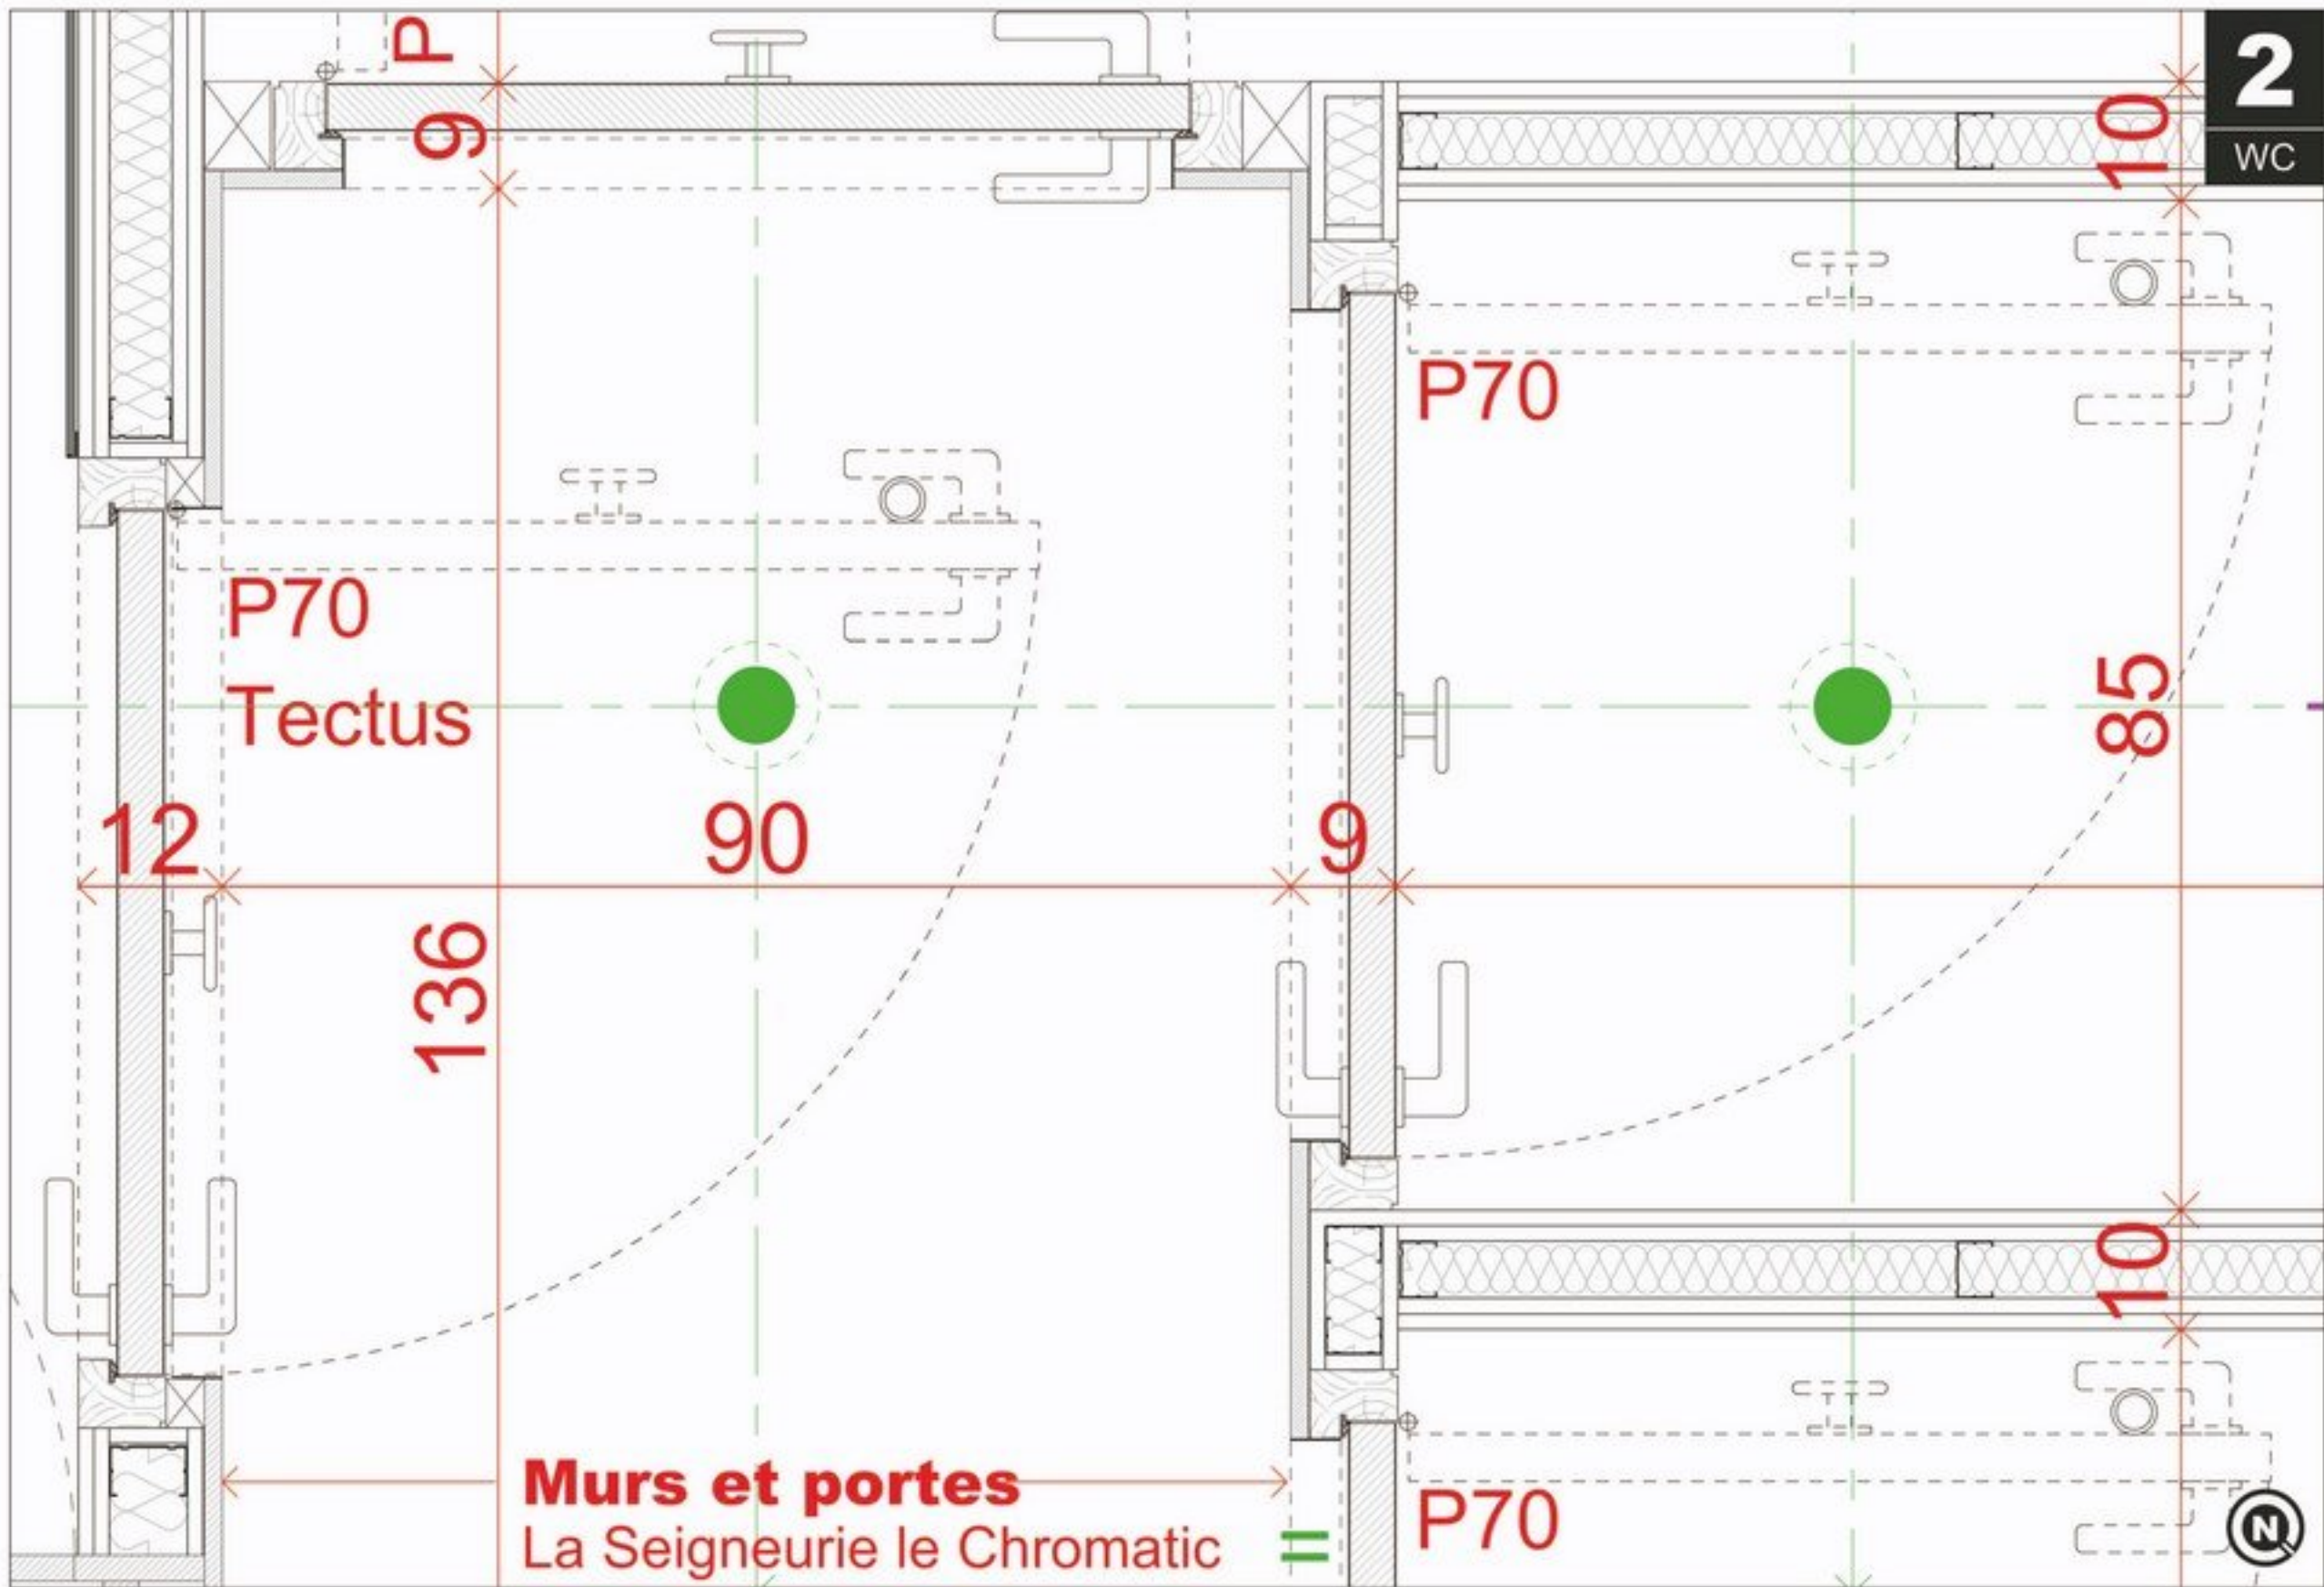 P
9
10
2
WC
P70
P70
Tectus
85
12
90
9
136
10
Murs et portes
La Seigneurie le Chromatic
=
P70
N